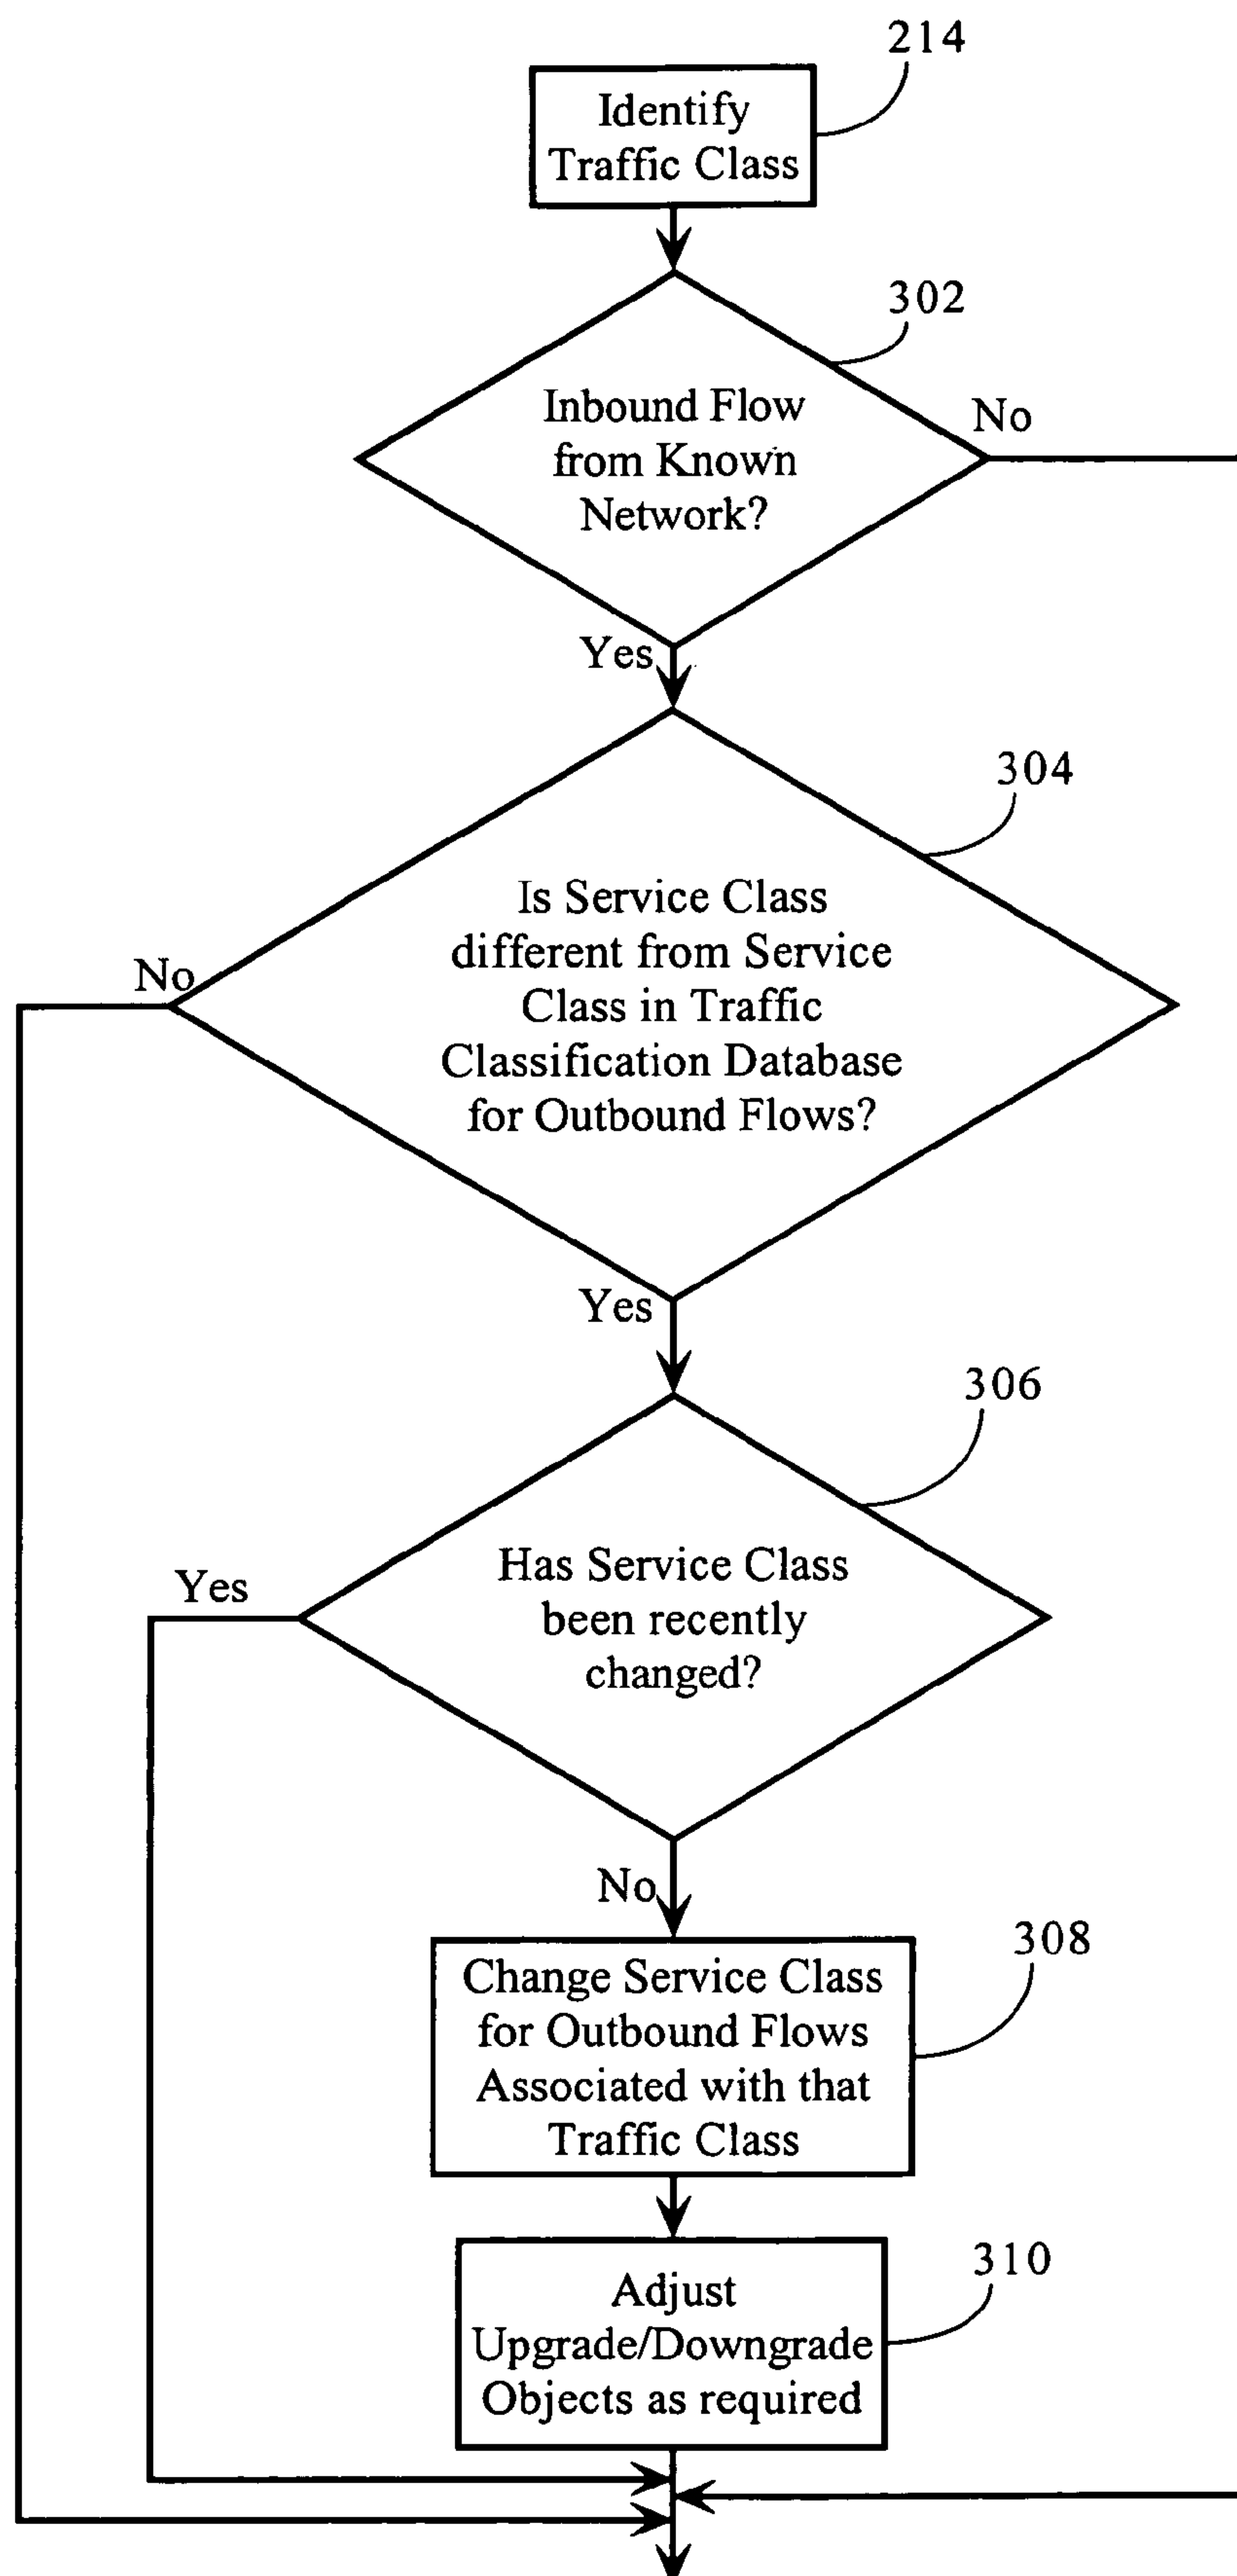 214
Identify
Traffic Class
302
Inbound Flow
from Known
Network?
No
Yes
304
Is Service Class
different from Service
Class in Traffic
Classification Database
for Outbound Flows?
No
Yes
306
Has Service Class
been recently
changed?
Yes
No
308
Change Service Class
for Outbound Flows
Associated with that
Traffic Class
310
Adjust
Upgrade/Downgrade
Objects as required